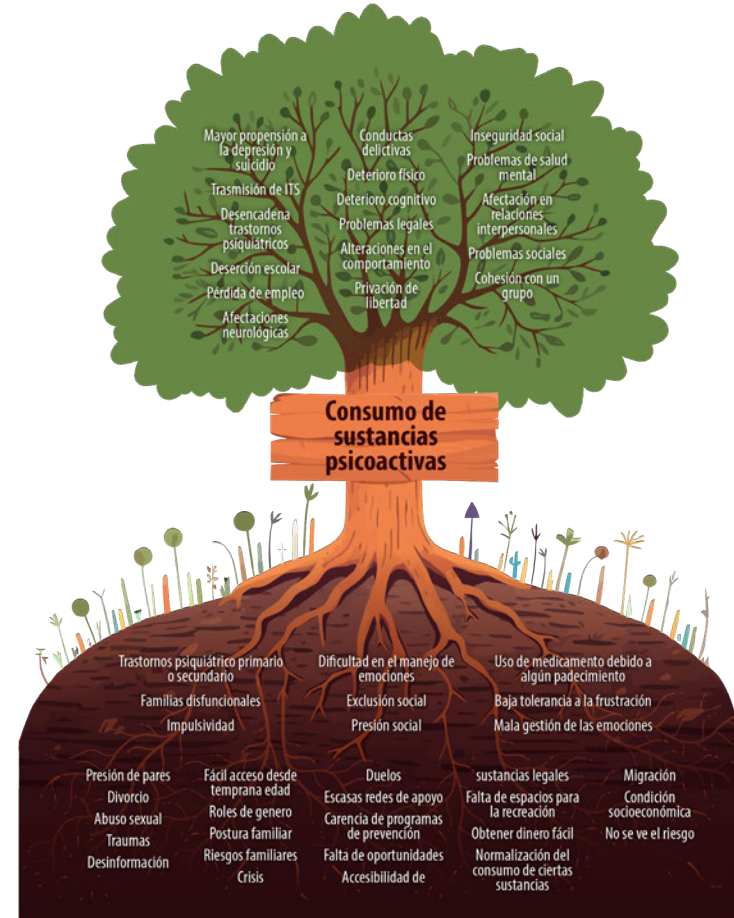 Mayor propensión a
la depresión y
suicidio
Trasmisión de ITS
Desencadena
trastornos
psiquiátricos
Deserción escolar
Pérdida de empleo
Afectaciones
neurológicas
Conductas
delictivas
Deterioro físico
Deterioro cognitivo
Problemas legales
Alteraciones en el
comportamiento
Privación de
libertad
Inseguridad social
Problemas de salud
mental
Afectación en
relaciones
interpersonales
Problemas sociales
Cohesión con un
grupo
Consumo de
sustancias
psicoactivas
Trastornos psiquiátrico primario
o secundario
Familias disfuncionales
Impulsividad
Dificultad en el manejo de
emociones
Exclusión social
Presión social
Uso de medicamento debido a
algún padecimiento
Baja tolerancia a la frustración
Mala gestión de las emociones
Presión de pares
Divorcio
Abuso sexual
Traumas
Desinformación
Fácil acceso desde
temprana edad
Roles de genero
Postura familiar
Riesgos familiares
Crisis
Duelos
Escasas redes de apoyo
Carencia de programas
de prevención
Falta de oportunidades
Accesibilidad de
sustancias legales
Falta de espacios para
la recreación
Obtener dinero fácil
Normalización del
consumo de ciertas
sustancias
Migración
Condición
socioeconómica
No se ve el riesgo